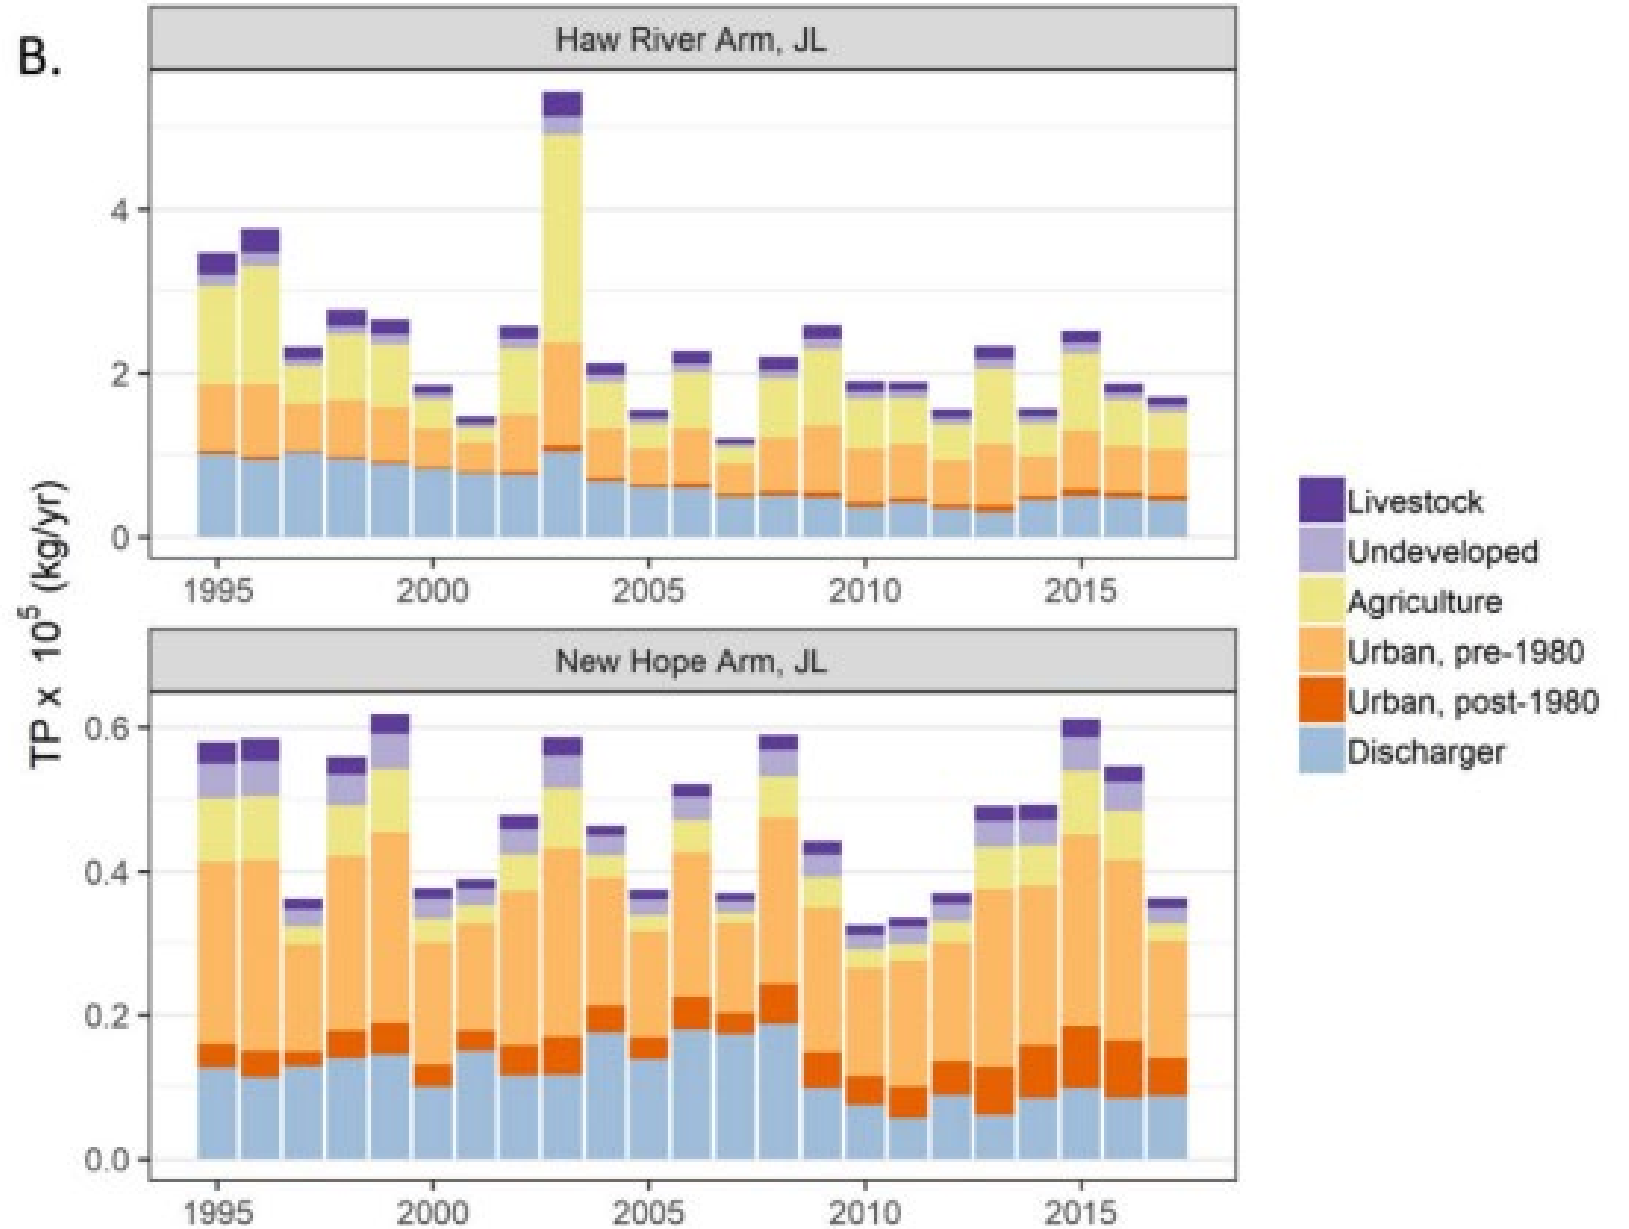 B.
Haw River Arm, JL
4
2
0
1995 2000 2005 2010 2015
TP x 10⁵ (kg/yr)
New Hope Arm, JL
0.6
0.4
0.2
0.0
1995 2000 2005 2010 2015
Livestock
Undeveloped
Agriculture
Urban, pre-1980
Urban, post-1980
Discharger